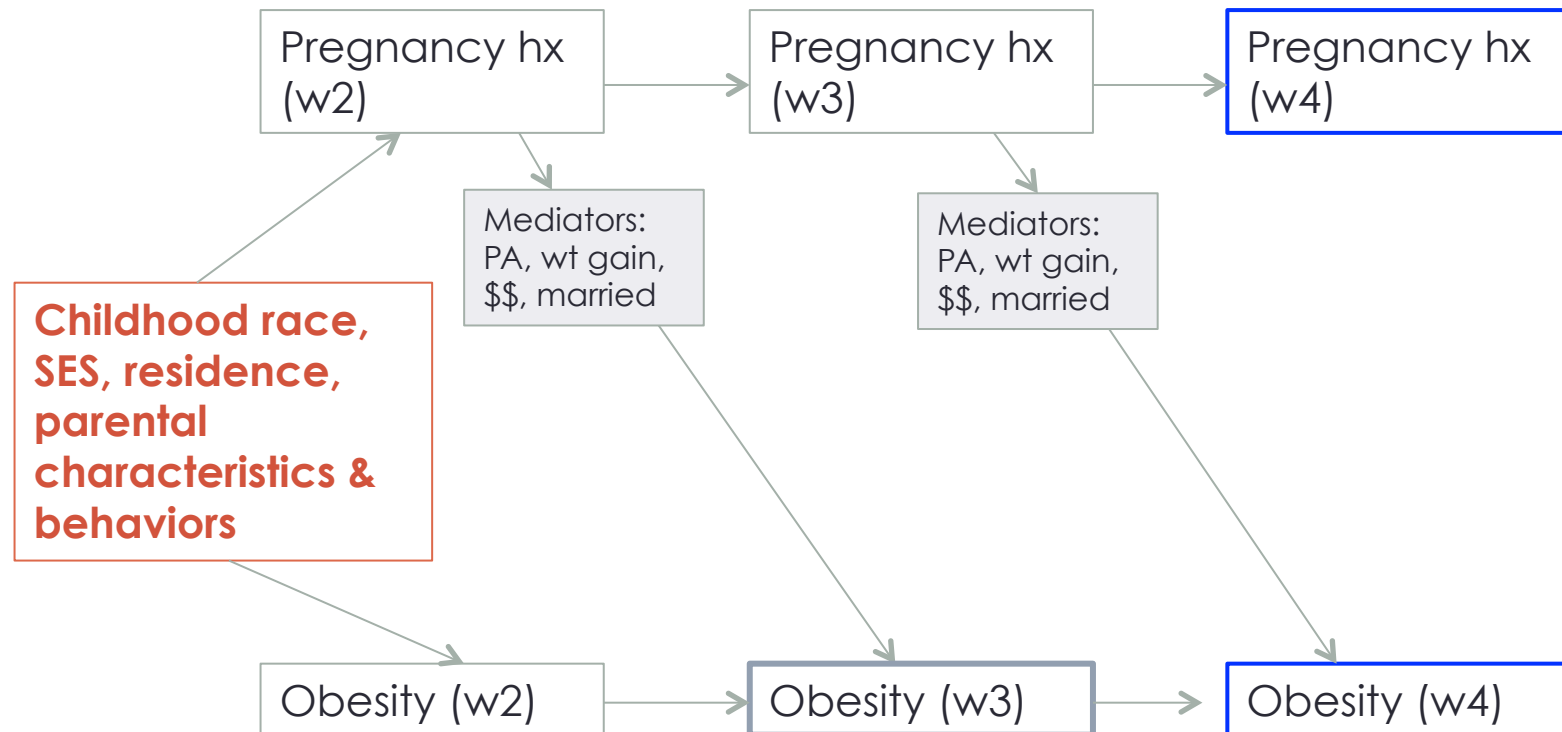 Pregnancy hx
(w2)
Pregnancy hx
(w3)
Pregnancy hx
(w4)
Mediators:
PA, wt gain,
$$, married
Mediators:
PA, wt gain,
$$, married
Childhood race,
SES, residence,
parental
characteristics &
behaviors
Obesity (w2)
Obesity (w3)
Obesity (w4)